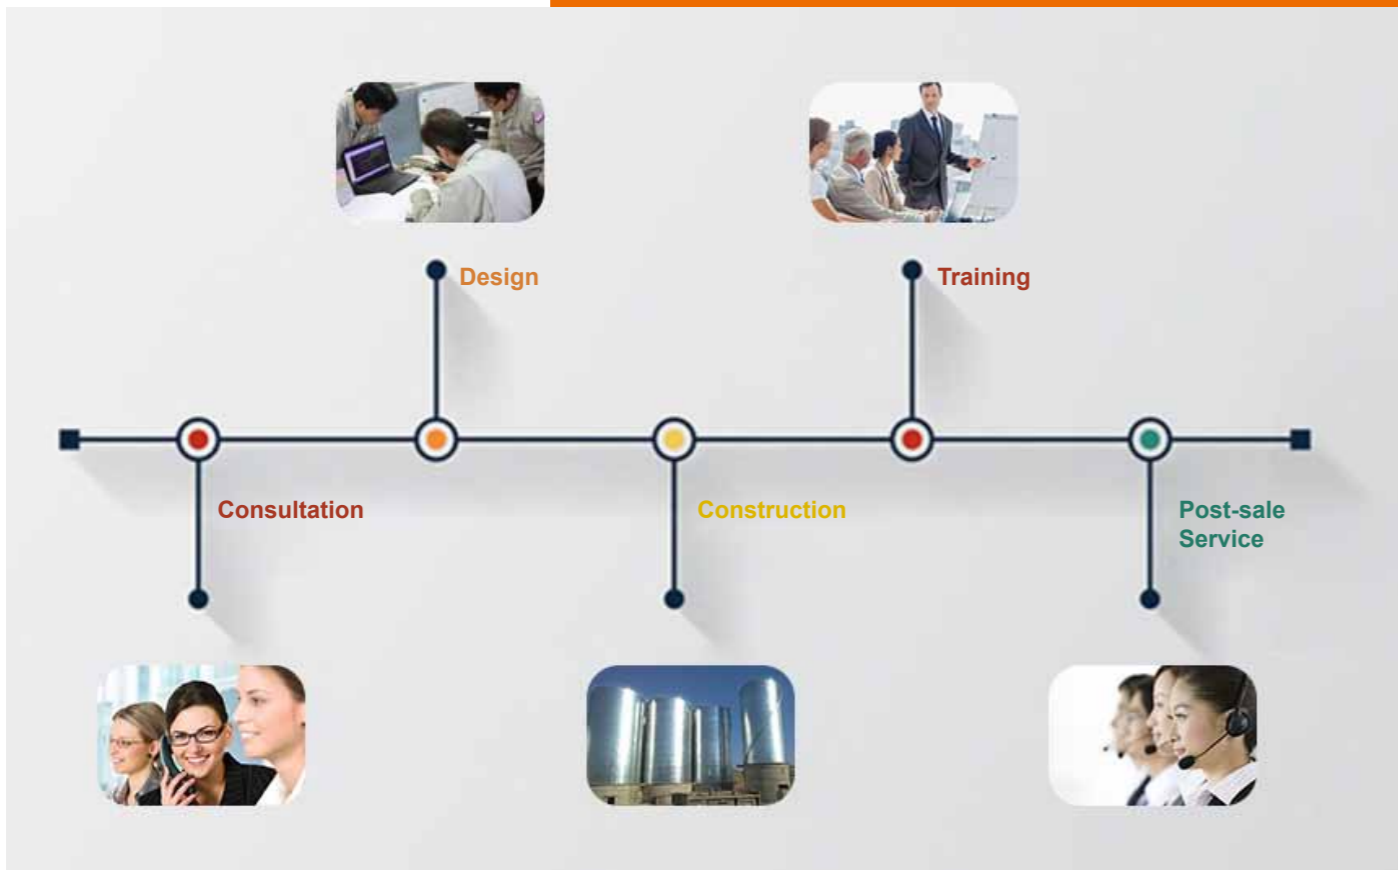 Design
Training
Consultation
Construction
Post-sale
Service